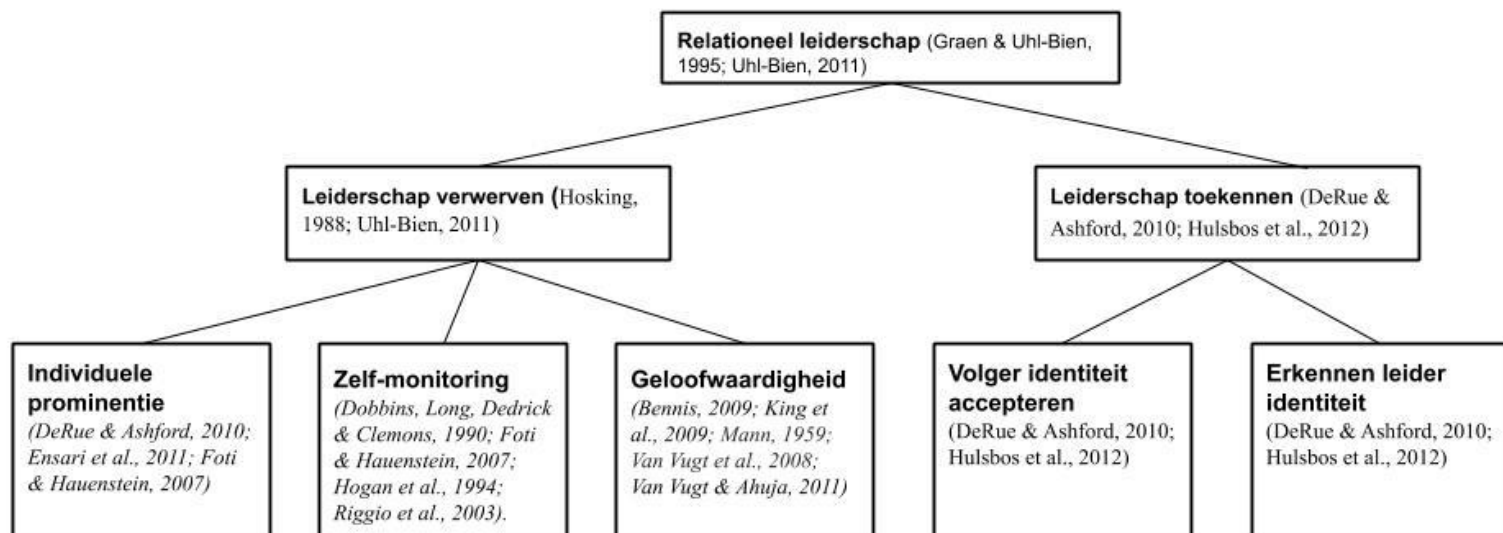 Relationeel leiderschap (Graen & Uhl-Bien,
1995; Uhl-Bien, 2011)
Leiderschap verwerven (Hosking,
1988; Uhl-Bien, 2011)
Leiderschap toekennen (DeRue &
Ashford, 2010; Hulsbos et al., 2012)
Individuele
prominentie
(DeRue & Ashford, 2010;
Ensari et al., 2011; Foti
& Hauenstein, 2007)
Zelf-monitoring
(Dobbins, Long, Dedrick
& Clemons, 1990; Foti
& Hauenstein, 2007;
Hogan et al., 1994;
Riggio et al., 2003).
Geloofwaardigheid
(Bennis, 2009; King et
al., 2009; Mann, 1959;
Van Vugt et al., 2008;
Van Vugt & Ahuja, 2011)
Volger identiteit
accepteren
(DeRue & Ashford, 2010;
Hulsbos et al., 2012)
Erkennen leider
identiteit
(DeRue & Ashford, 2010;
Hulsbos et al., 2012)